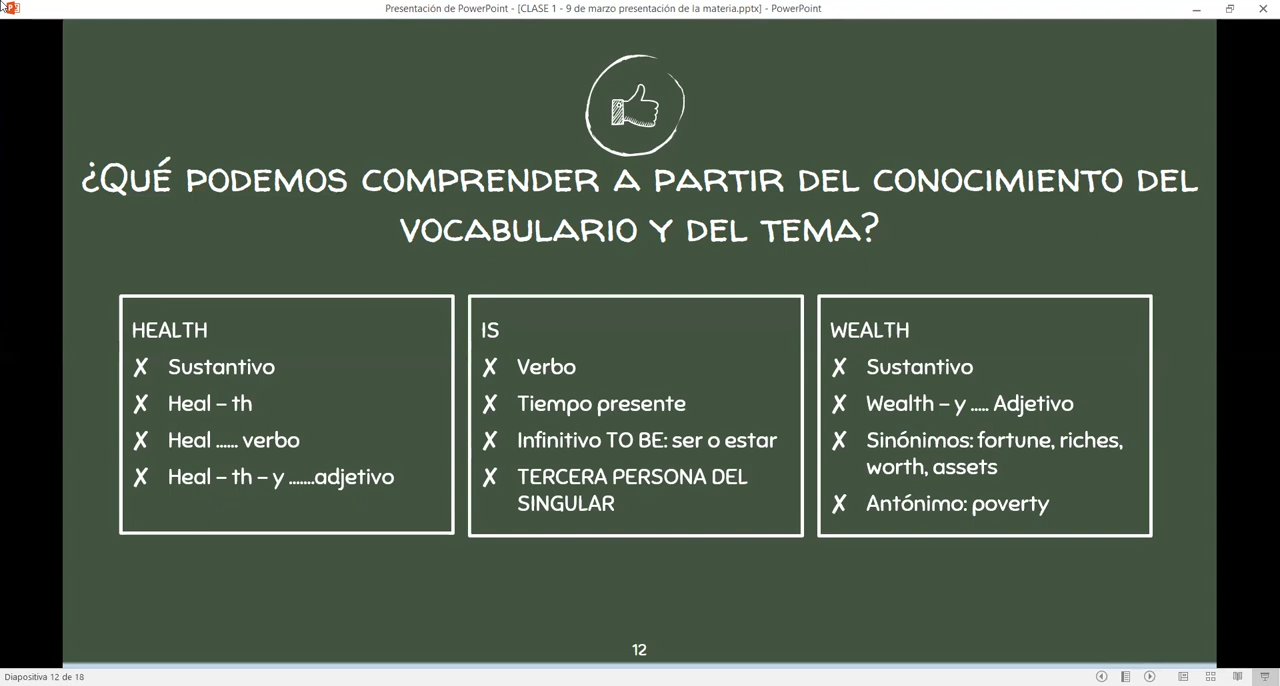 Presentación de PowerPoint - [CLASE 1 - 9 de marzo presentación de la materia.pptx] - PowerPoint
¿QUÉ PODEMOS COMPRENDER A PARTIR DEL CONOCIMIENTO DEL
VOCABULARIO Y DEL TEMA?
HEALTH
✗ Sustantivo
✗ Heal – th
✗ Heal ...... verbo
✗ Heal – th – y .......adjetivo
IS
✗ Verbo
✗ Tiempo presente
✗ Infinitivo TO BE: ser o estar
✗ TERCERA PERSONA DEL
SINGULAR
WEALTH
✗ Sustantivo
✗ Wealth – y ..... Adjetivo
✗ Sinónimos: fortune, riches,
worth, assets
✗ Antónimo: poverty
12
Diapositiva 12 de 18